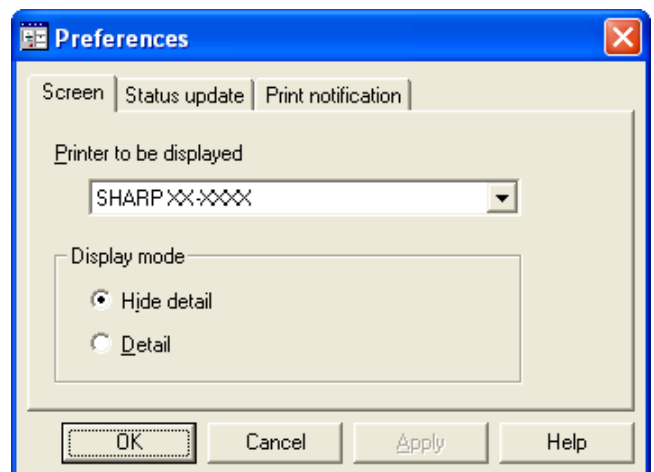 Preferences
Screen Status update Print notification
Printer to be displayed
SHARP XX-XXXX
Display mode
Hide detail
Detail
OK Cancel Apply Help